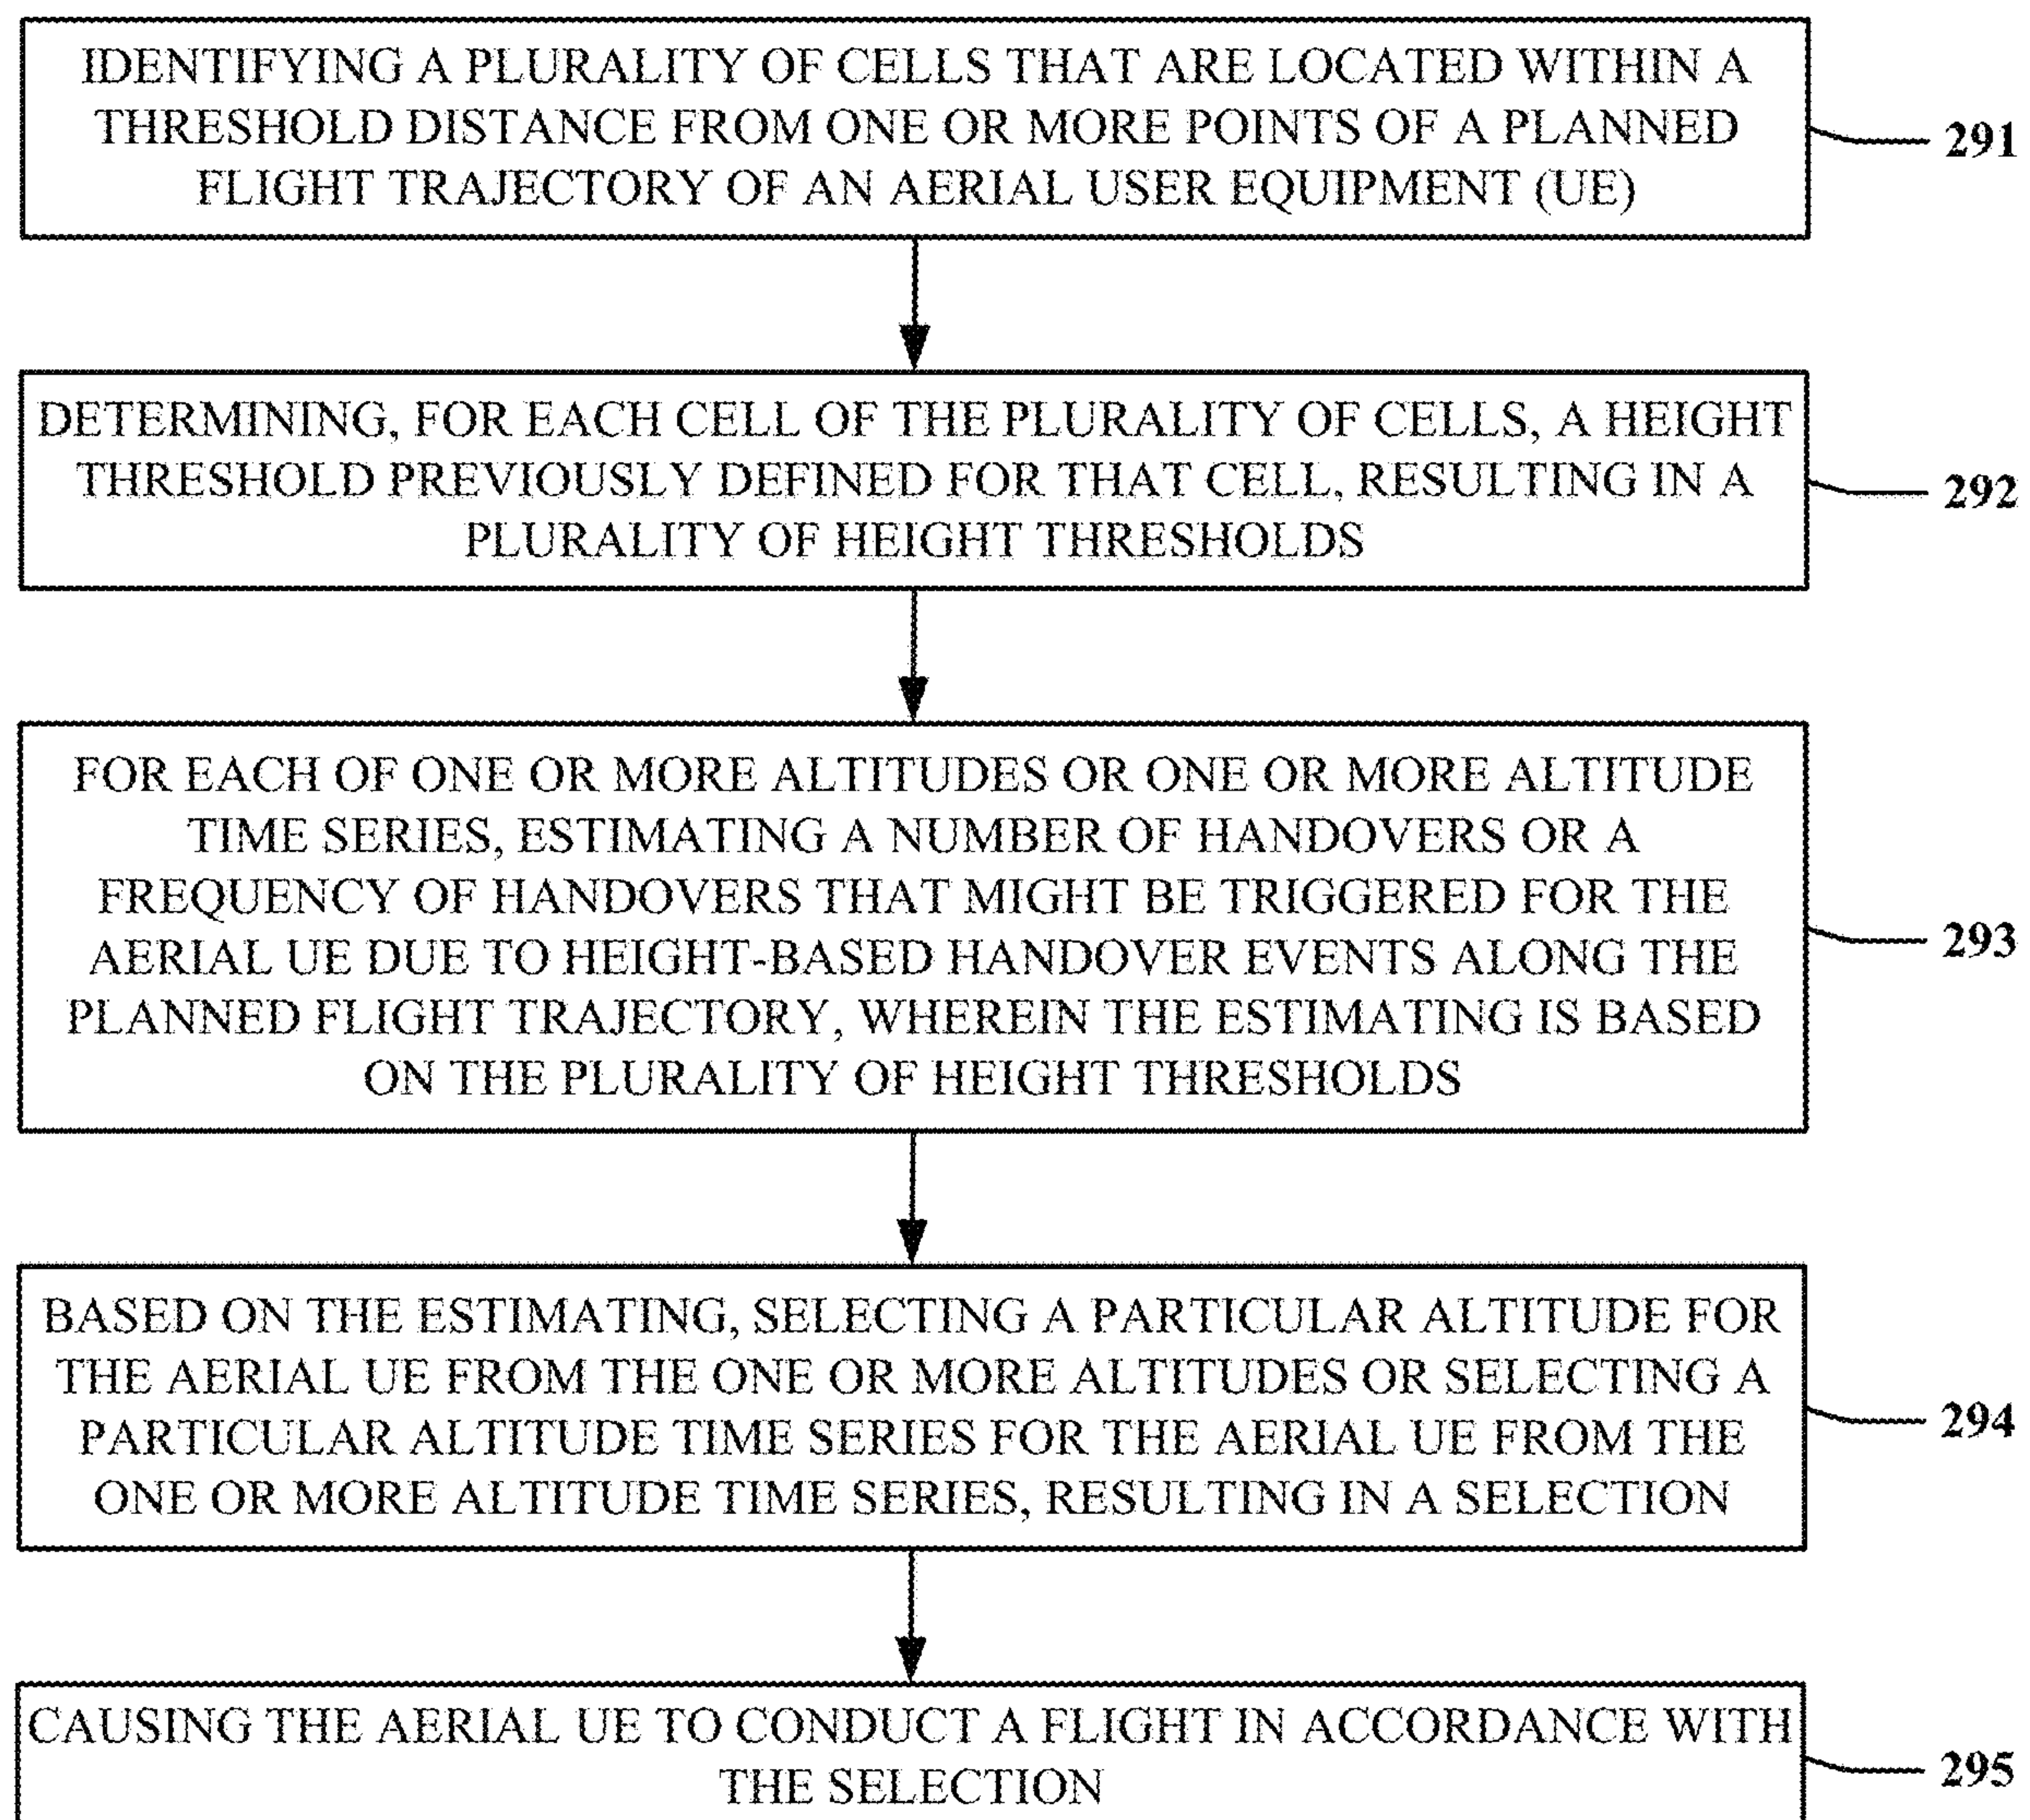 IDENTIFYING A PLURALITY OF CELLS THAT ARE LOCATED WITHIN A
THRESHOLD DISTANCE FROM ONE OR MORE POINTS OF A PLANNED
FLIGHT TRAJECTORY OF AN AERIAL USER EQUIPMENT (UE)
291
DETERMINING, FOR EACH CELL OF THE PLURALITY OF CELLS, A HEIGHT
THRESHOLD PREVIOUSLY DEFINED FOR THAT CELL, RESULTING IN A
PLURALITY OF HEIGHT THRESHOLDS
292
FOR EACH OF ONE OR MORE ALTITUDES OR ONE OR MORE ALTITUDE
TIME SERIES, ESTIMATING A NUMBER OF HANDOVERS OR A
FREQUENCY OF HANDOVERS THAT MIGHT BE TRIGGERED FOR THE
AERIAL UE DUE TO HEIGHT-BASED HANDOVER EVENTS ALONG THE
PLANNED FLIGHT TRAJECTORY, WHEREIN THE ESTIMATING IS BASED
ON THE PLURALITY OF HEIGHT THRESHOLDS
293
BASED ON THE ESTIMATING, SELECTING A PARTICULAR ALTITUDE FOR
THE AERIAL UE FROM THE ONE OR MORE ALTITUDES OR SELECTING A
PARTICULAR ALTITUDE TIME SERIES FOR THE AERIAL UE FROM THE
ONE OR MORE ALTITUDE TIME SERIES, RESULTING IN A SELECTION
294
CAUSING THE AERIAL UE TO CONDUCT A FLIGHT IN ACCORDANCE WITH
THE SELECTION
295